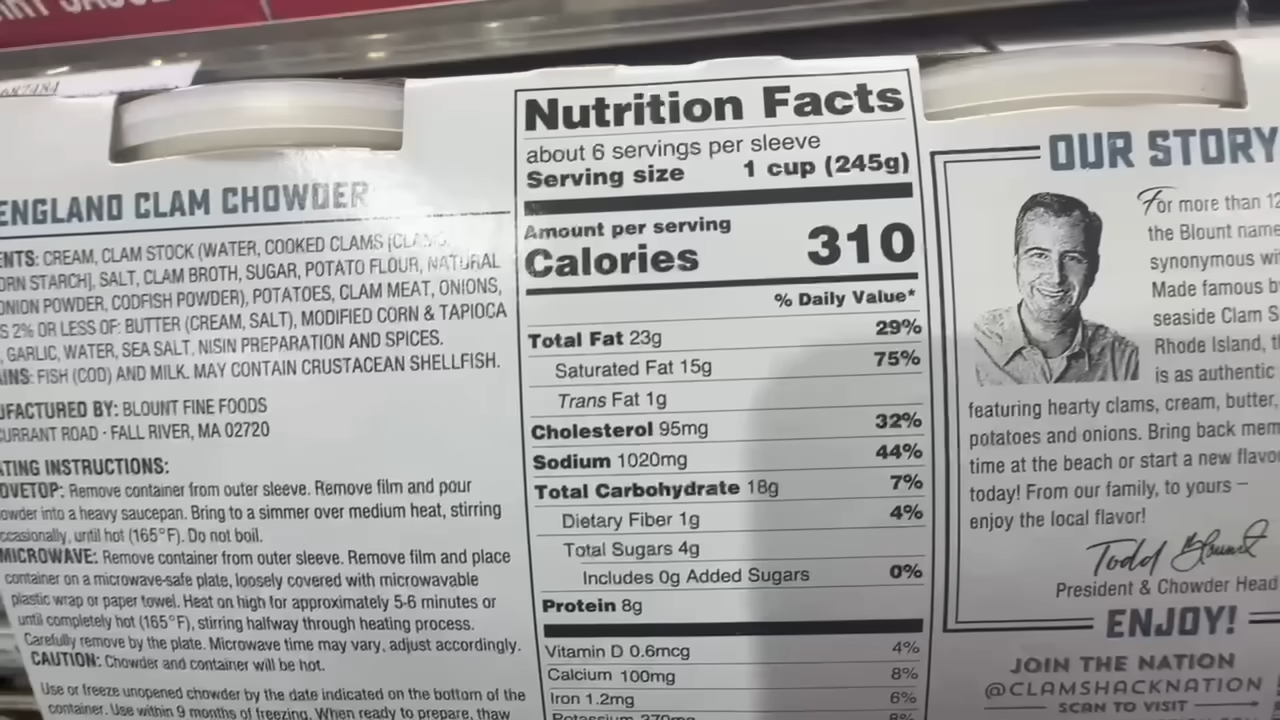 ENGLAND CLAM CHOWDER
ENTS: CREAM, CLAM STOCK (WATER, COOKED CLAMS [CLAMS,
ORN STARCH], SALT, CLAM BROTH, SUGAR, POTATO FLOUR, NATURAL
ONION POWDER, CODFISH POWDER), POTATOES, CLAM MEAT, ONIONS,
S 2% OR LESS OF: BUTTER (CREAM, SALT), MODIFIED CORN & TAPIOCA
, GARLIC, WATER, SEA SALT, NISIN PREPARATION AND SPICES.
AINS: FISH (COD) AND MILK. MAY CONTAIN CRUSTACEAN SHELLFISH.
UFACTURED BY: BLOUNT FINE FOODS
CURRANT ROAD · FALL RIVER, MA 02720
ATING INSTRUCTIONS:
OVETOP: Remove container from outer sleeve. Remove film and pour
owder into a heavy saucepan. Bring to a simmer over medium heat, stirring
ccasionally, until hot (165°F). Do not boil.
MICROWAVE: Remove container from outer sleeve. Remove film and place
container on a microwave-safe plate, loosely covered with microwavable
plastic wrap or paper towel. Heat on high for approximately 5-6 minutes or
until completely hot (165°F), stirring halfway through heating process.
Carefully remove by the plate. Microwave time may vary, adjust accordingly.
CAUTION: Chowder and container will be hot.
Use or freeze unopened chowder by the date indicated on the bottom of the
container. Use within 9 months of freezing. When ready to prepare, thaw
Nutrition Facts
about 6 servings per sleeve
Serving size 1 cup (245g)
Amount per serving
Calories 310
% Daily Value*
Total Fat 23g 29%
Saturated Fat 15g 75%
Trans Fat 1g
Cholesterol 95mg 32%
Sodium 1020mg 44%
Total Carbohydrate 18g 7%
Dietary Fiber 1g 4%
Total Sugars 4g
Includes 0g Added Sugars 0%
Protein 8g
Vitamin D 0.6mcg 4%
Calcium 100mg 8%
Iron 1.2mg 6%
Potassium 270mg 8%
OUR STORY
For more than 12
the Blount name
synonymous wit
Made famous b
seaside Clam S
Rhode Island, t
is as authentic
featuring hearty clams, cream, butter,
potatoes and onions. Bring back mem
time at the beach or start a new flavo
today! From our family, to yours –
enjoy the local flavor!
Todd Blount
President & Chowder Head
ENJOY!
JOIN THE NATION
@CLAMSHACKNATION
SCAN TO VISIT